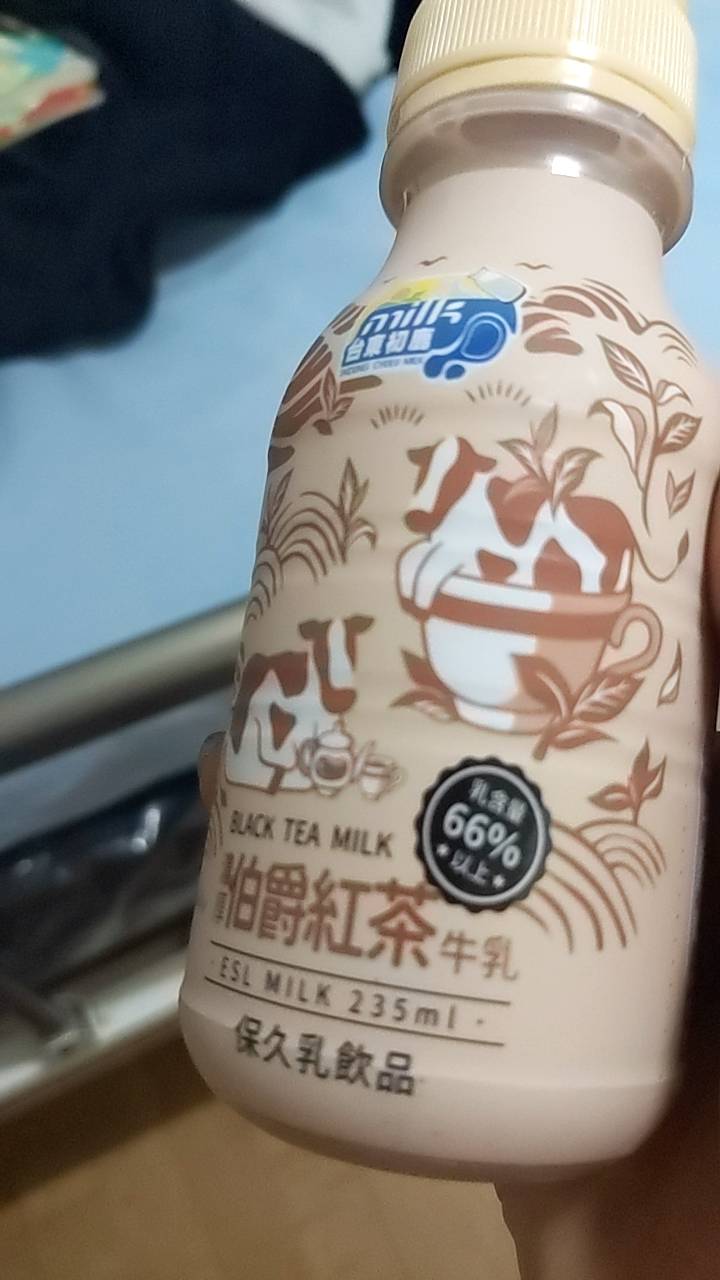 milk
台東初鹿
乳含量
66%
以上
BLACK TEA MILK
伯爵紅茶牛乳
ESL MILK 235ml
保久乳飲品